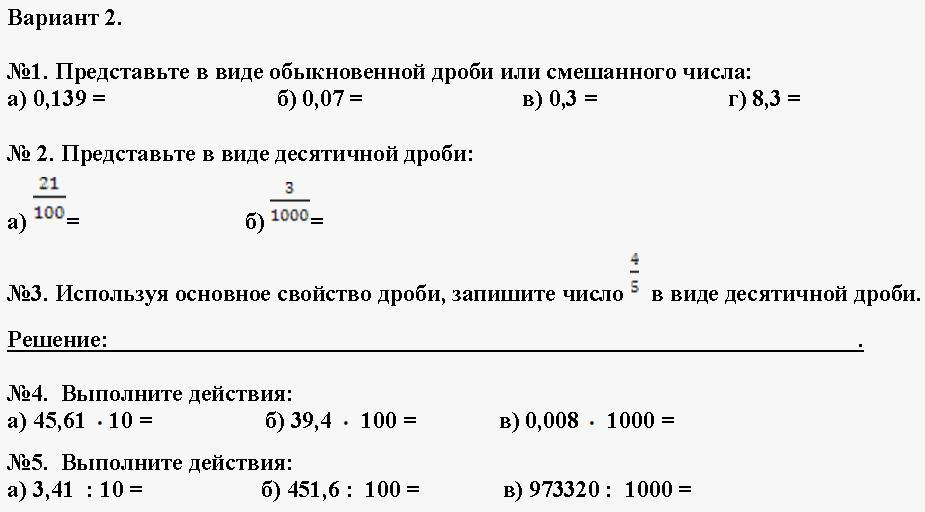 Вариант 2.
№1. Представьте в виде обыкновенной дроби или смешанного числа:
а) 0,139 = б) 0,07 = в) 0,3 = г) 8,3 =
№ 2. Представьте в виде десятичной дроби:
а) 21/100 = б) 3/1000 =
№3. Используя основное свойство дроби, запишите число 4/5 в виде десятичной дроби.
Решение: .
№4. Выполните действия:
а) 45,61 · 10 = б) 39,4 · 100 = в) 0,008 · 1000 =
№5. Выполните действия:
а) 3,41 : 10 = б) 451,6 : 100 = в) 973320 : 1000 =